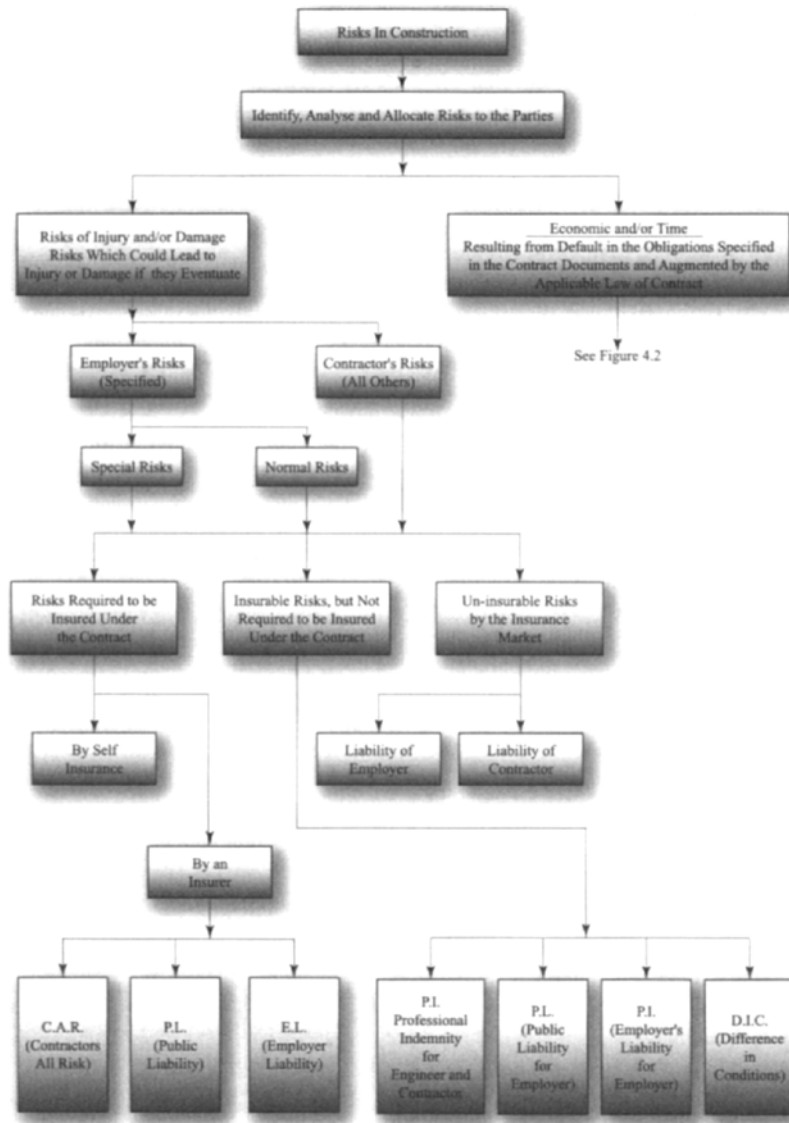 Risks In Construction
Identify, Analyse and Allocate Risks to the Parties
Risks of Injury and/or Damage
Risks Which Could Lead to
Injury or Damage if they Eventuate
Economic and/or Time
Resulting from Default in the Obligations Specified
in the Contract Documents and Augmented by the
Applicable Law of Contract
See Figure 4.2
Employer's Risks
(Specified)
Contractor's Risks
(All Others)
Special Risks
Normal Risks
Risks Required to be
Insured Under
the Contract
Insurable Risks, but Not
Required to be Insured
Under the Contract
Un-insurable Risks
by the Insurance
Market
By Self
Insurance
Liability of
Employer
Liability of
Contractor
By an
Insurer
C.A.R.
(Contractors
All Risk)
P.L.
(Public
Liability)
E.L.
(Employer
Liability)
P.I.
Professional
Indemnity
for
Engineer and
Contractor
P.L.
(Public
Liability
for
Employer)
P.I.
(Employer's
Liability
for
Employer)
D.I.C.
(Difference
in
Conditions)